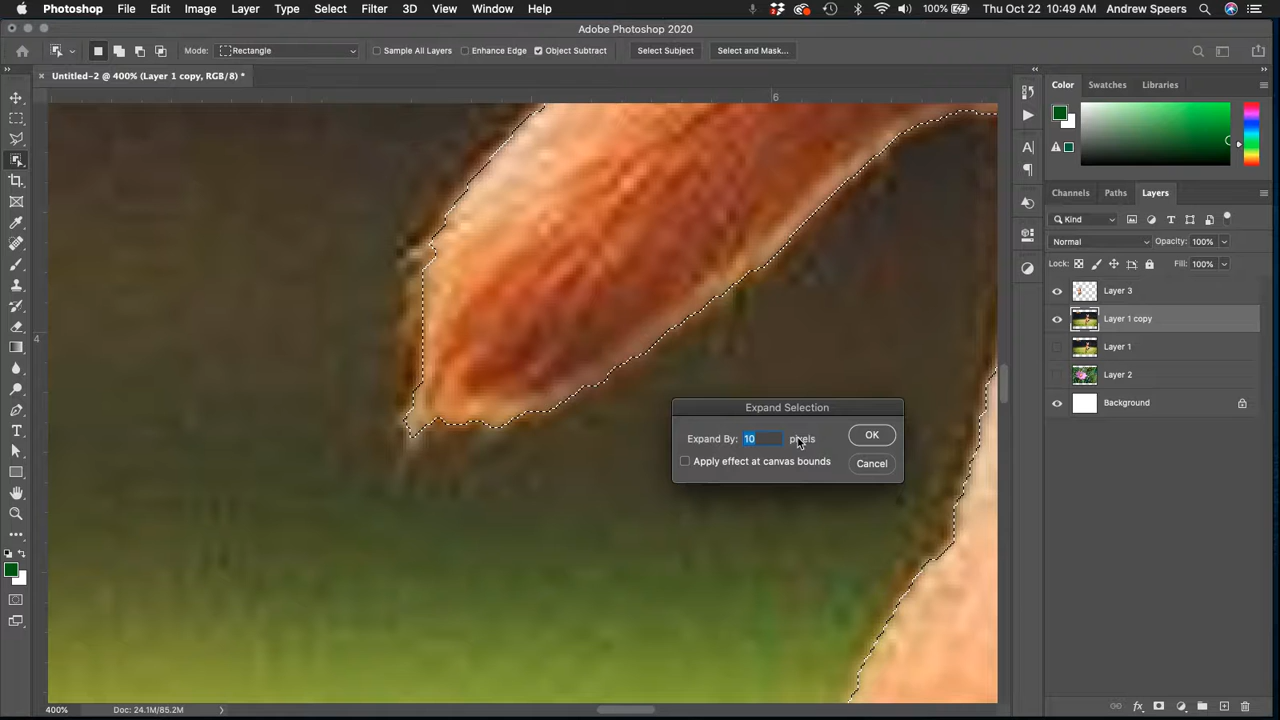 Photoshop File Edit Image Layer Type Select Filter 3D View Window Help 100% Thu Oct 22 10:49 AM Andrew Speers
Adobe Photoshop 2020
Mode: Rectangle Sample All Layers Enhance Edge Object Subtract Select Subject Select and Mask...
Untitled-2 @ 400% (Layer 1 copy, RGB/8) *
Color Swatches Libraries
6
4
Channels Paths Layers
Kind
Normal Opacity: 100%
Lock: Fill: 100%
Layer 3
Layer 1 copy
Layer 1
Layer 2
Background
Expand Selection
Expand By: 10 pixels OK
Apply effect at canvas bounds Cancel
400% Doc: 24.1M/85.2M